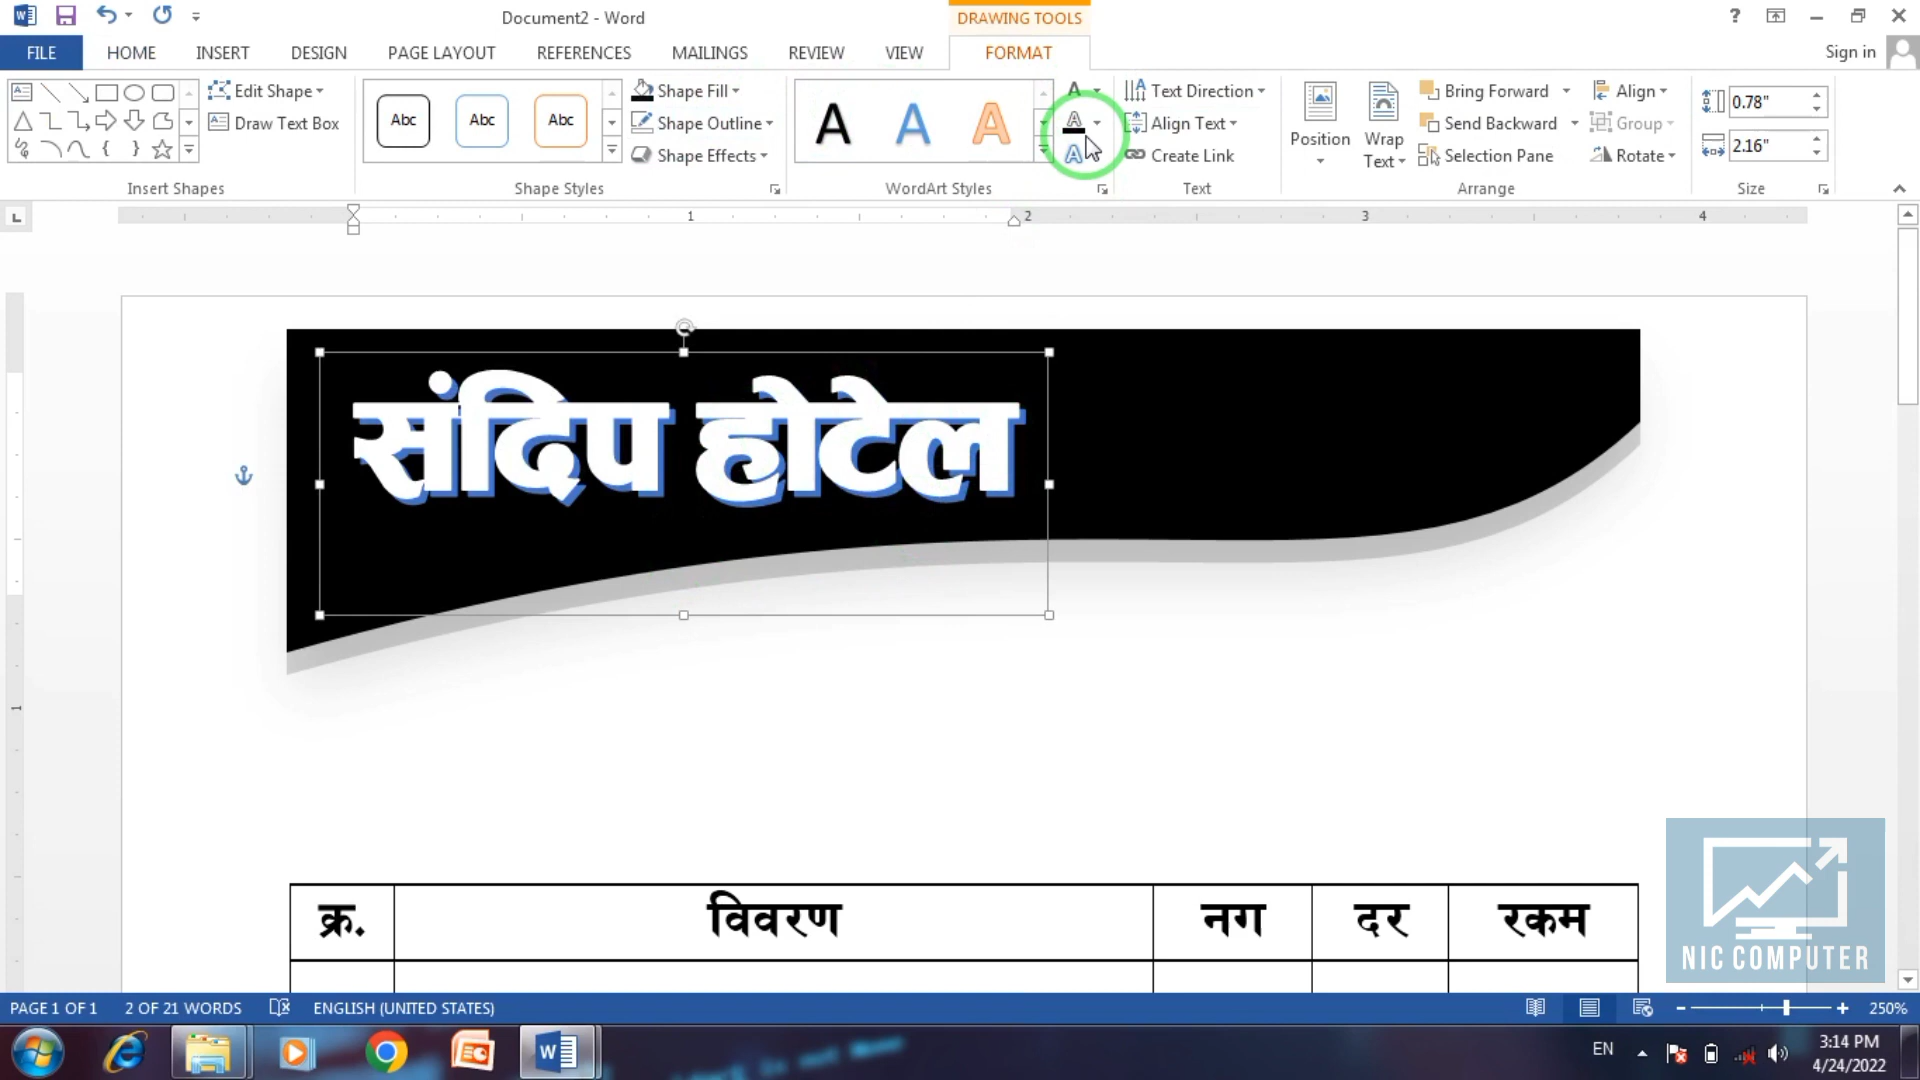 Document2 - Word
DRAWING TOOLS
?
FILE
HOME
INSERT
DESIGN
PAGE LAYOUT
REFERENCES
MAILINGS
REVIEW
VIEW
FORMAT
Sign in
Edit Shape
Draw Text Box
Insert Shapes
Abc
Abc
Abc
Shape Fill
Shape Outline
Shape Effects
Shape Styles
A A A
WordArt Styles
Text Direction
Align Text
Create Link
Text
Position
Wrap
Text
Bring Forward
Send Backward
Selection Pane
Align
Group
Rotate
Arrange
0.78"
2.16"
Size
1 2 3 4
संदिप होटेल
1
क्र. विवरण नग दर रकम
NIC COMPUTER
PAGE 1 OF 1
2 OF 21 WORDS
ENGLISH (UNITED STATES)
250%
EN
3:14 PM
4/24/2022